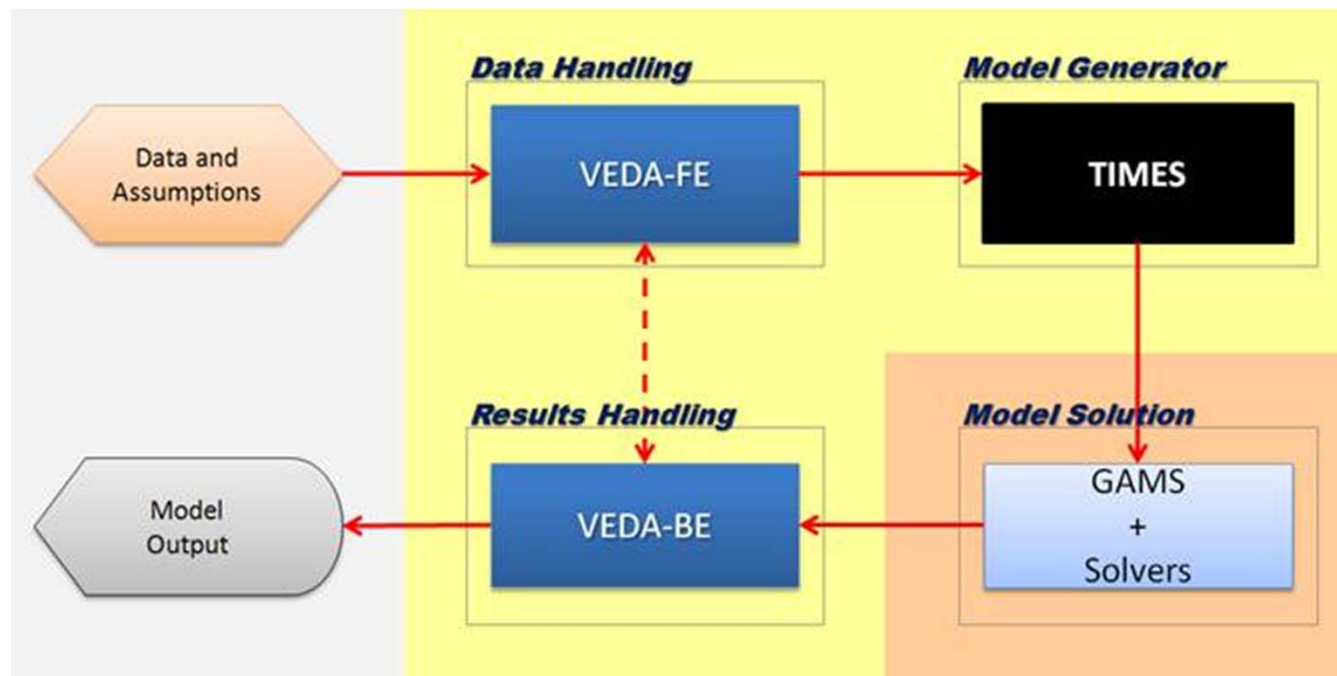 Data Handling
Model Generator
Data and
Assumptions
VEDA-FE
TIMES
Results Handling
Model Solution
Model
Output
VEDA-BE
GAMS
+
Solvers